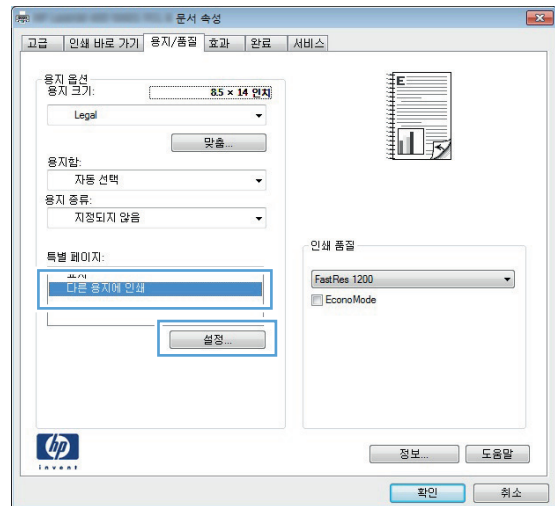 문서 속성
고급 인쇄 바로 가기 용지/품질 효과 완료 서비스
용지 옵션
용지 크기: 8.5 × 14 인치
Legal
맞춤...
용지함:
자동 선택
용지 종류:
지정되지 않음
특별 페이지:
표지
다른 용지에 인쇄
설정...
E
인쇄 품질
FastRes 1200
EconoMode
hp
invent
정보... 도움말
확인 취소